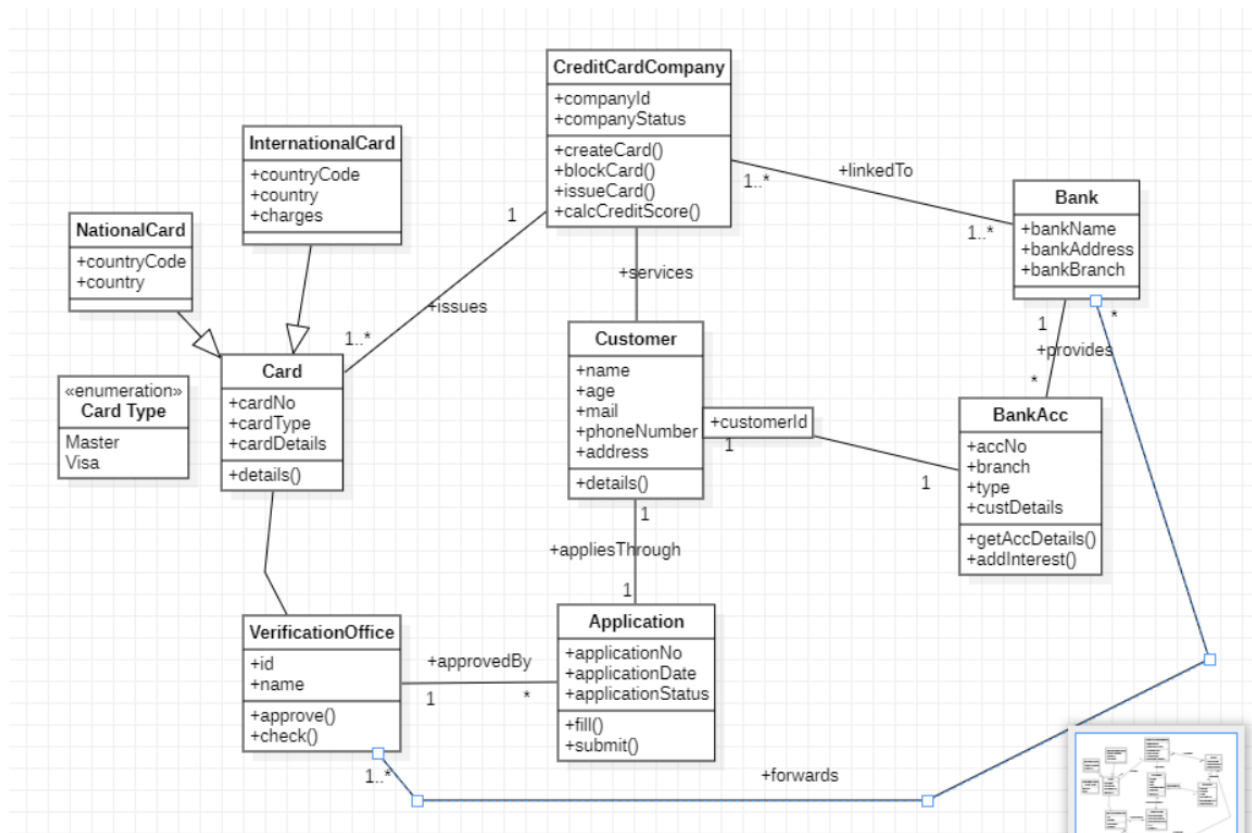 CreditCardCompany
+companyId
+companyStatus
+createCard()
+blockCard()
+issueCard()
+calcCreditScore()
InternationalCard
+countryCode
+country
+charges
NationalCard
+countryCode
+country
1
+issues
1..*
1..*
+linkedTo
1..*
Bank
+bankName
+bankAddress
+bankBranch
+services
«enumeration»
Card Type
Master
Visa
Card
+cardNo
+cardType
+cardDetails
+details()
Customer
+name
+age
+mail
+phoneNumber
+address
+details()
+customerId
1
1
1
*
+provides
*
BankAcc
+accNo
+branch
+type
+custDetails
+getAccDetails()
+addInterest()
1
+appliesThrough
1
VerificationOffice
+id
+name
+approve()
+check()
+approvedBy
1
*
Application
+applicationNo
+applicationDate
+applicationStatus
+fill()
+submit()
1..*
+forwards